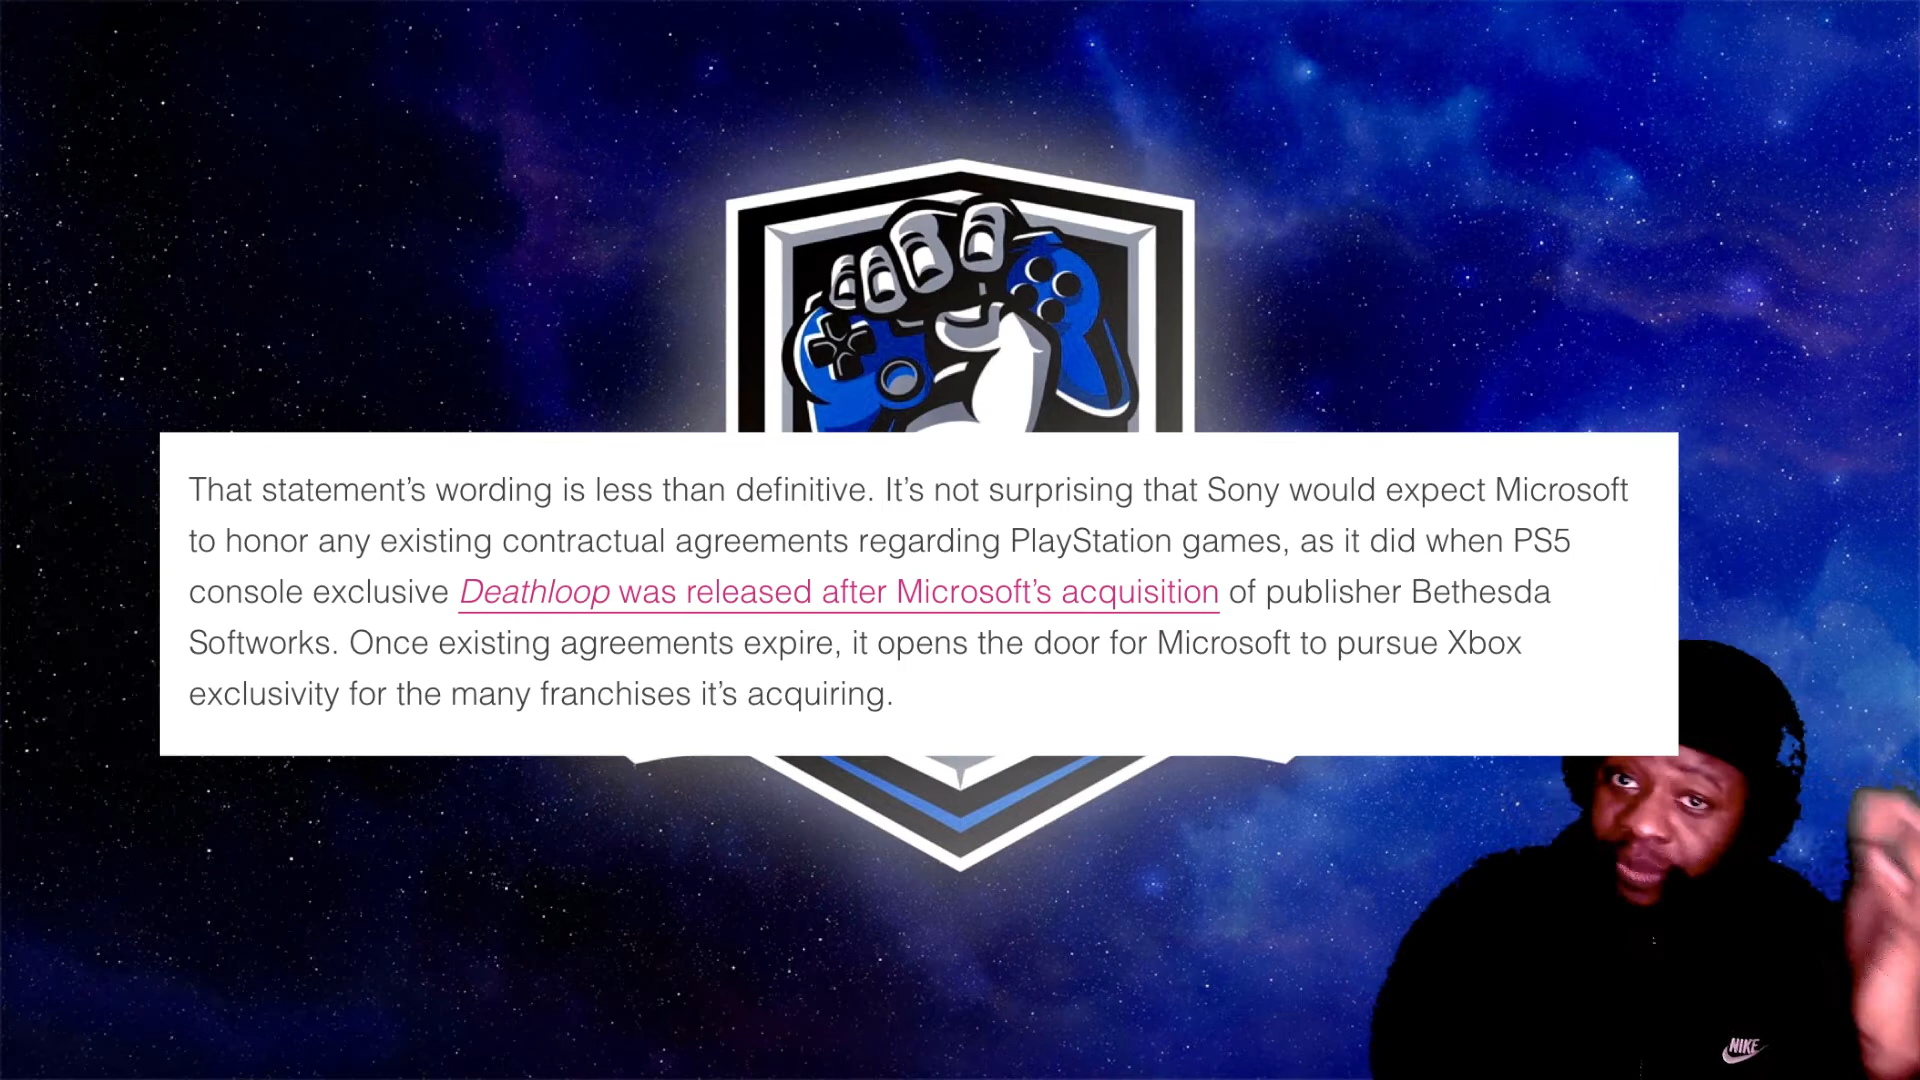 That statement’s wording is less than definitive. It’s not surprising that Sony would expect Microsoft
to honor any existing contractual agreements regarding PlayStation games, as it did when PS5
console exclusive Deathloop was released after Microsoft’s acquisition of publisher Bethesda
Softworks. Once existing agreements expire, it opens the door for Microsoft to pursue Xbox
exclusivity for the many franchises it’s acquiring.
NIKE